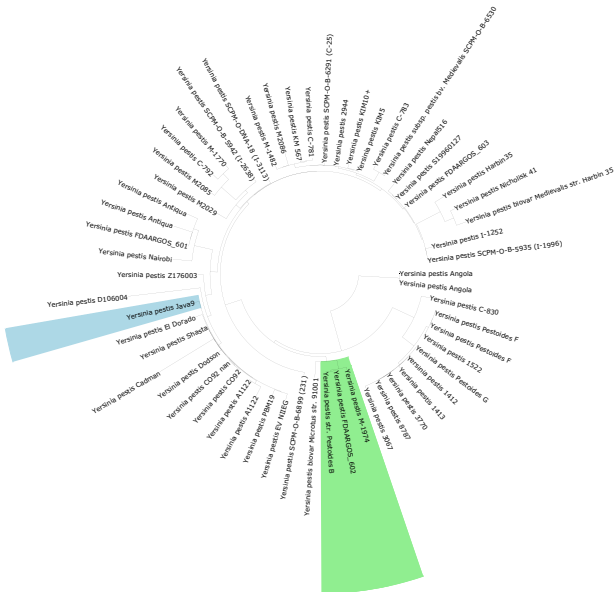 Yersinia pestis Angola
Yersinia pestis Angola
Yersinia pestis C-830
Yersinia pestis Pestoides F
Yersinia pestis Pestoides F
Yersinia pestis 1522
Yersinia pestis Pestoides G
Yersinia pestis 1412
Yersinia pestis 1413
Yersinia pestis 3770
Yersinia pestis 8787
Yersinia pestis 3067
Yersinia pestis M-1974
Yersinia pestis FDAARGOS_602
Yersinia pestis str. Pestoides B
Yersinia pestis biovar Microtus str. 91001
Yersinia pestis SCPM-O-B-6899 (231)
Yersinia pestis EV NIIEG
Yersinia pestis PBM19
Yersinia pestis A1122
Yersinia pestis A1122
Yersinia pestis CO92
Yersinia pestis CO92 nalr
Yersinia pestis Dodson
Yersinia pestis Cadman
Yersinia pestis Shasta
Yersinia pestis El Dorado
Yersinia pestis Java9
Yersinia pestis D106004
Yersinia pestis Z176003
Yersinia pestis Nairobi
Yersinia pestis FDAARGOS_601
Yersinia pestis Antiqua
Yersinia pestis Antiqua
Yersinia pestis M2029
Yersinia pestis M2085
Yersinia pestis C-792
Yersinia pestis M-1770
Yersinia pestis SCPM-O-B-5942 (I-2638)
Yersinia pestis SCPM-O-DNA-18 (I-3113)
Yersinia pestis M-1482
Yersinia pestis M2086
Yersinia pestis KM 567
Yersinia pestis C-781
Yersinia pestis SCPM-O-B-6291 (C-25)
Yersinia pestis 2944
Yersinia pestis KIM10+
Yersinia pestis KIM5
Yersinia pestis C-783
Yersinia pestis subsp. pestis bv. Medievalis SCPM-O-B-6530
Yersinia pestis Nepal516
Yersinia pestis S19960127
Yersinia pestis FDAARGOS_603
Yersinia pestis Harbin35
Yersinia pestis Nicholisk 41
Yersinia pestis biovar Medievalis str. Harbin 35
Yersinia pestis I-1252
Yersinia pestis SCPM-O-B-5935 (I-1996)